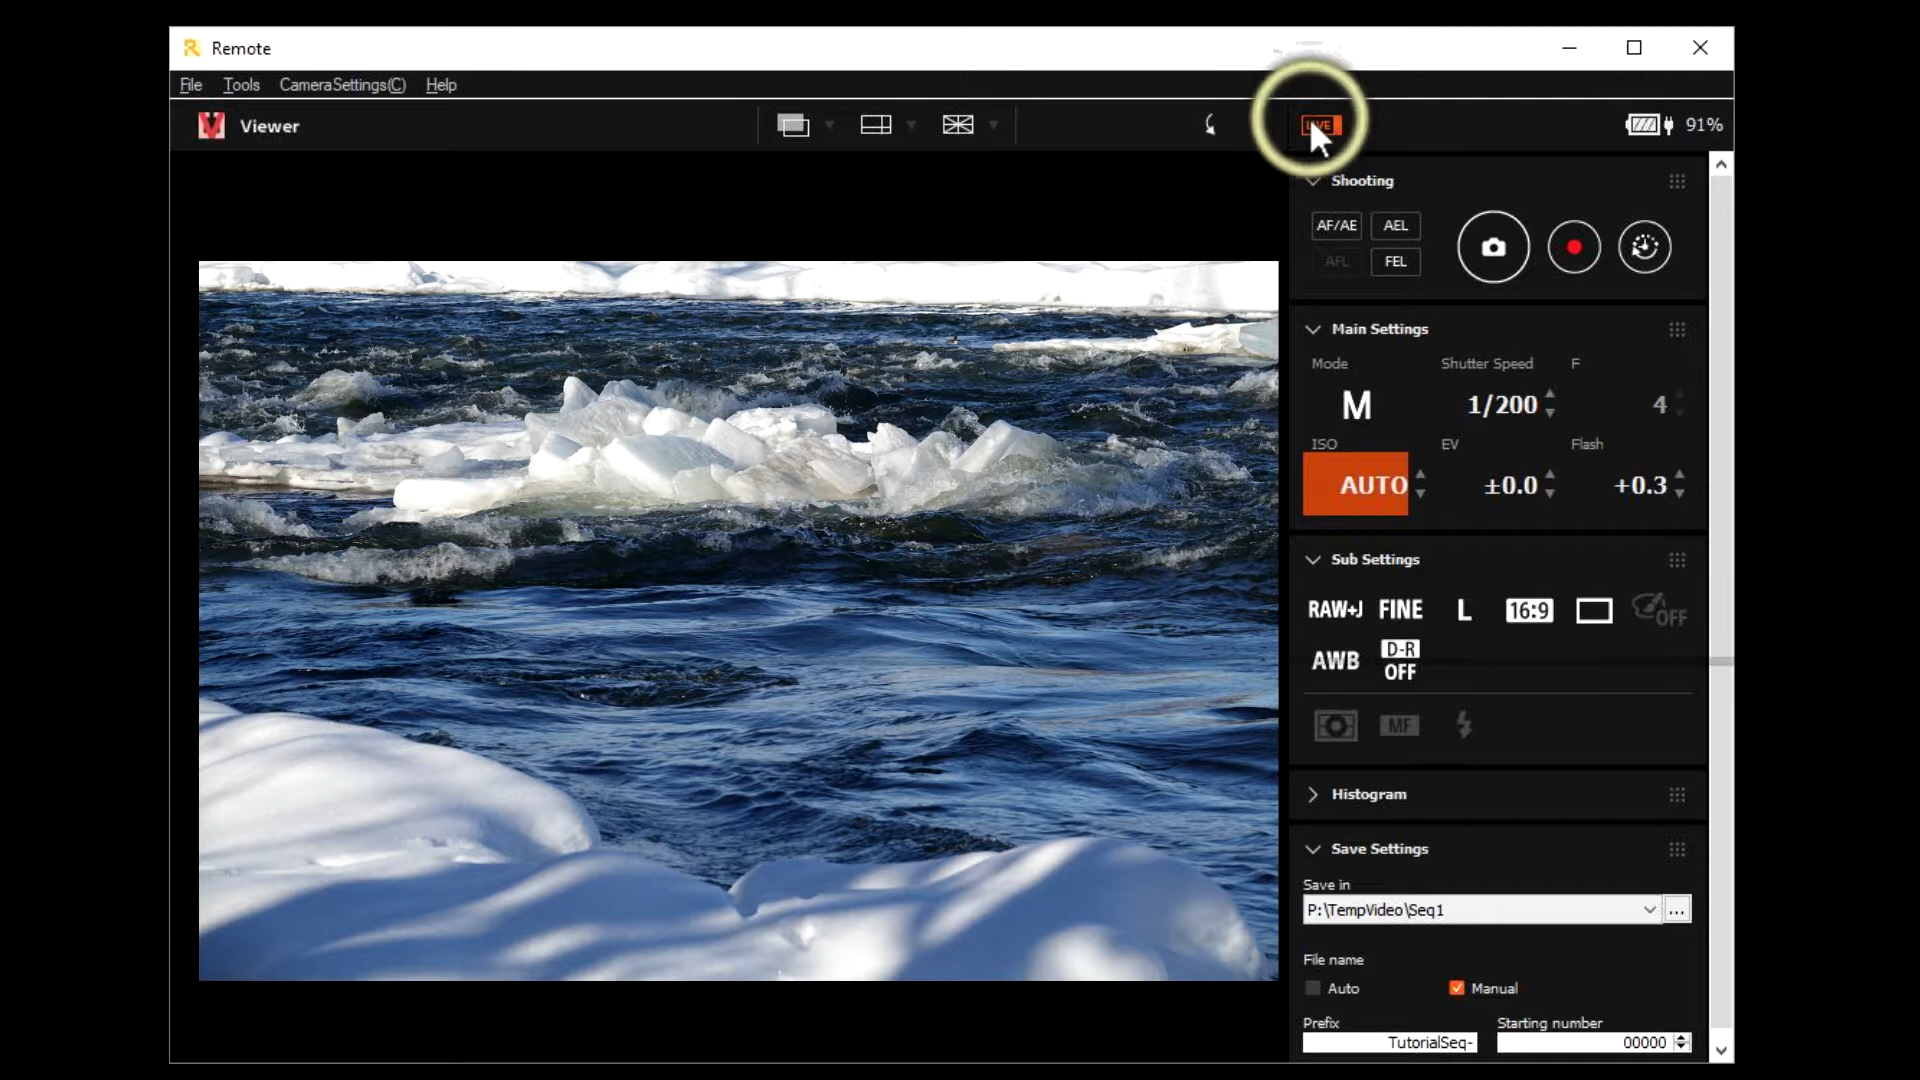 Remote
File Tools CameraSettings(C) Help
Viewer
LIVE
91%
Shooting
AF/AE AEL
AFL FEL
Main Settings
Mode Shutter Speed F
M 1/200 4
ISO EV Flash
AUTO ±0.0 +0.3
Sub Settings
RAW+J FINE L 16:9 OFF
AWB D-R OFF
MF
Histogram
Save Settings
Save in
P:\TempVideo\Seq1 ...
File name
Auto Manual
Prefix Starting number
TutorialSeq- 00000